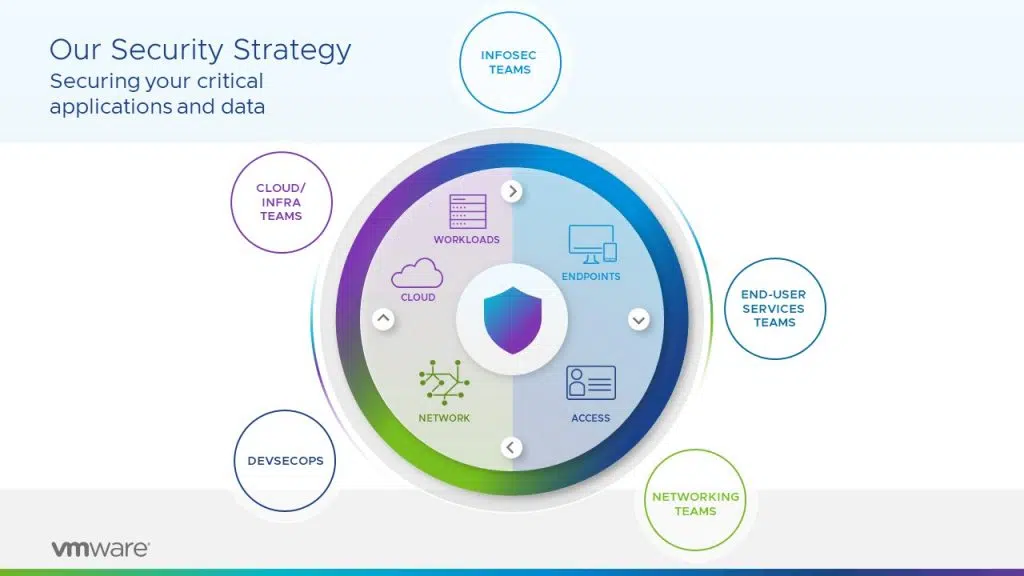 Our Security Strategy
Securing your critical
applications and data
INFOSEC
TEAMS
CLOUD/
INFRA
TEAMS
WORKLOADS
ENDPOINTS
CLOUD
END-USER
SERVICES
TEAMS
NETWORK
ACCESS
DEVSECOPS
NETWORKING
TEAMS
vmware®